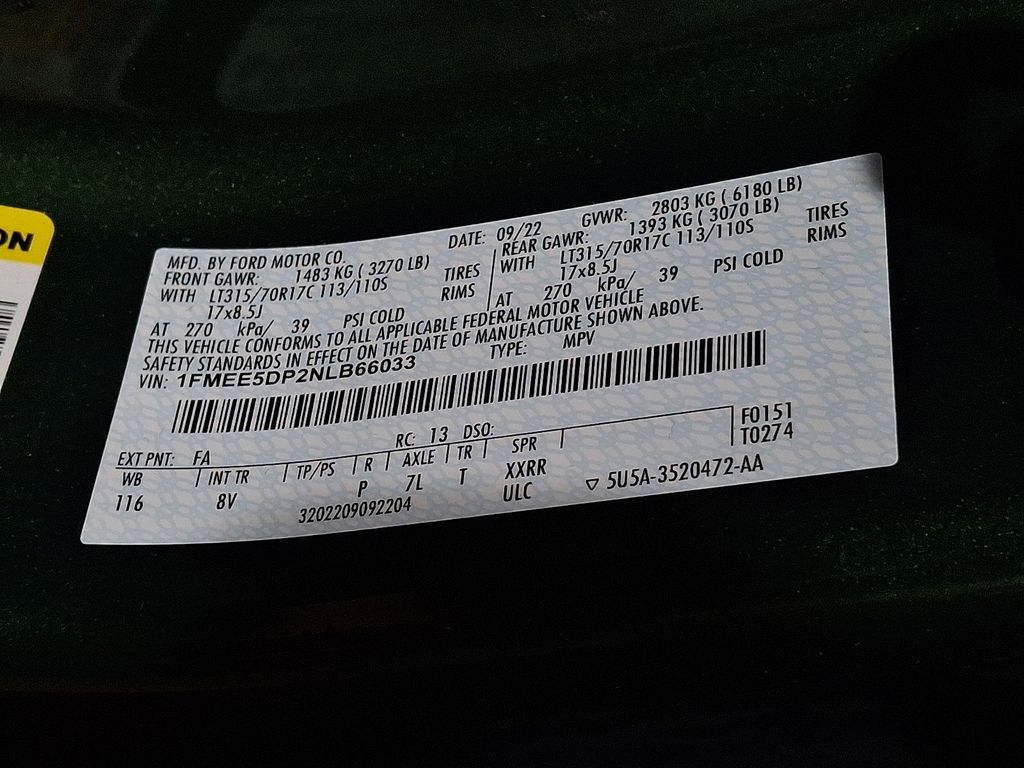 ON
MFD. BY FORD MOTOR CO.
DATE: 09/22 GVWR: 2803 KG ( 6180 LB)
FRONT GAWR: 1483 KG ( 3270 LB)
WITH LT315/70R17C 113/110S TIRES
17x8.5J RIMS
AT 270 kPa/ 39 PSI COLD
REAR GAWR: 1393 KG ( 3070 LB)
WITH LT315/70R17C 113/110S TIRES
17x8.5J RIMS
AT 270 kPa/ 39 PSI COLD
THIS VEHICLE CONFORMS TO ALL APPLICABLE FEDERAL MOTOR VEHICLE
SAFETY STANDARDS IN EFFECT ON THE DATE OF MANUFACTURE SHOWN ABOVE.
VIN: 1FMEE5DP2NLB66033 TYPE: MPV
EXT PNT: FA RC: 13 DSO: F0151
T0274
WB INT TR TP/PS R AXLE TR SPR
116 8V P 7L T XXRR
3202209092204 ULC ▽ 5U5A-3520472-AA